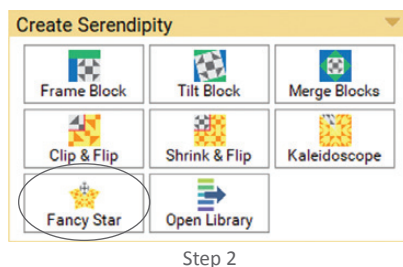 Create Serendipity
Frame Block Tilt Block Merge Blocks
Clip & Flip Shrink & Flip Kaleidoscope
Fancy Star Open Library
Step 2